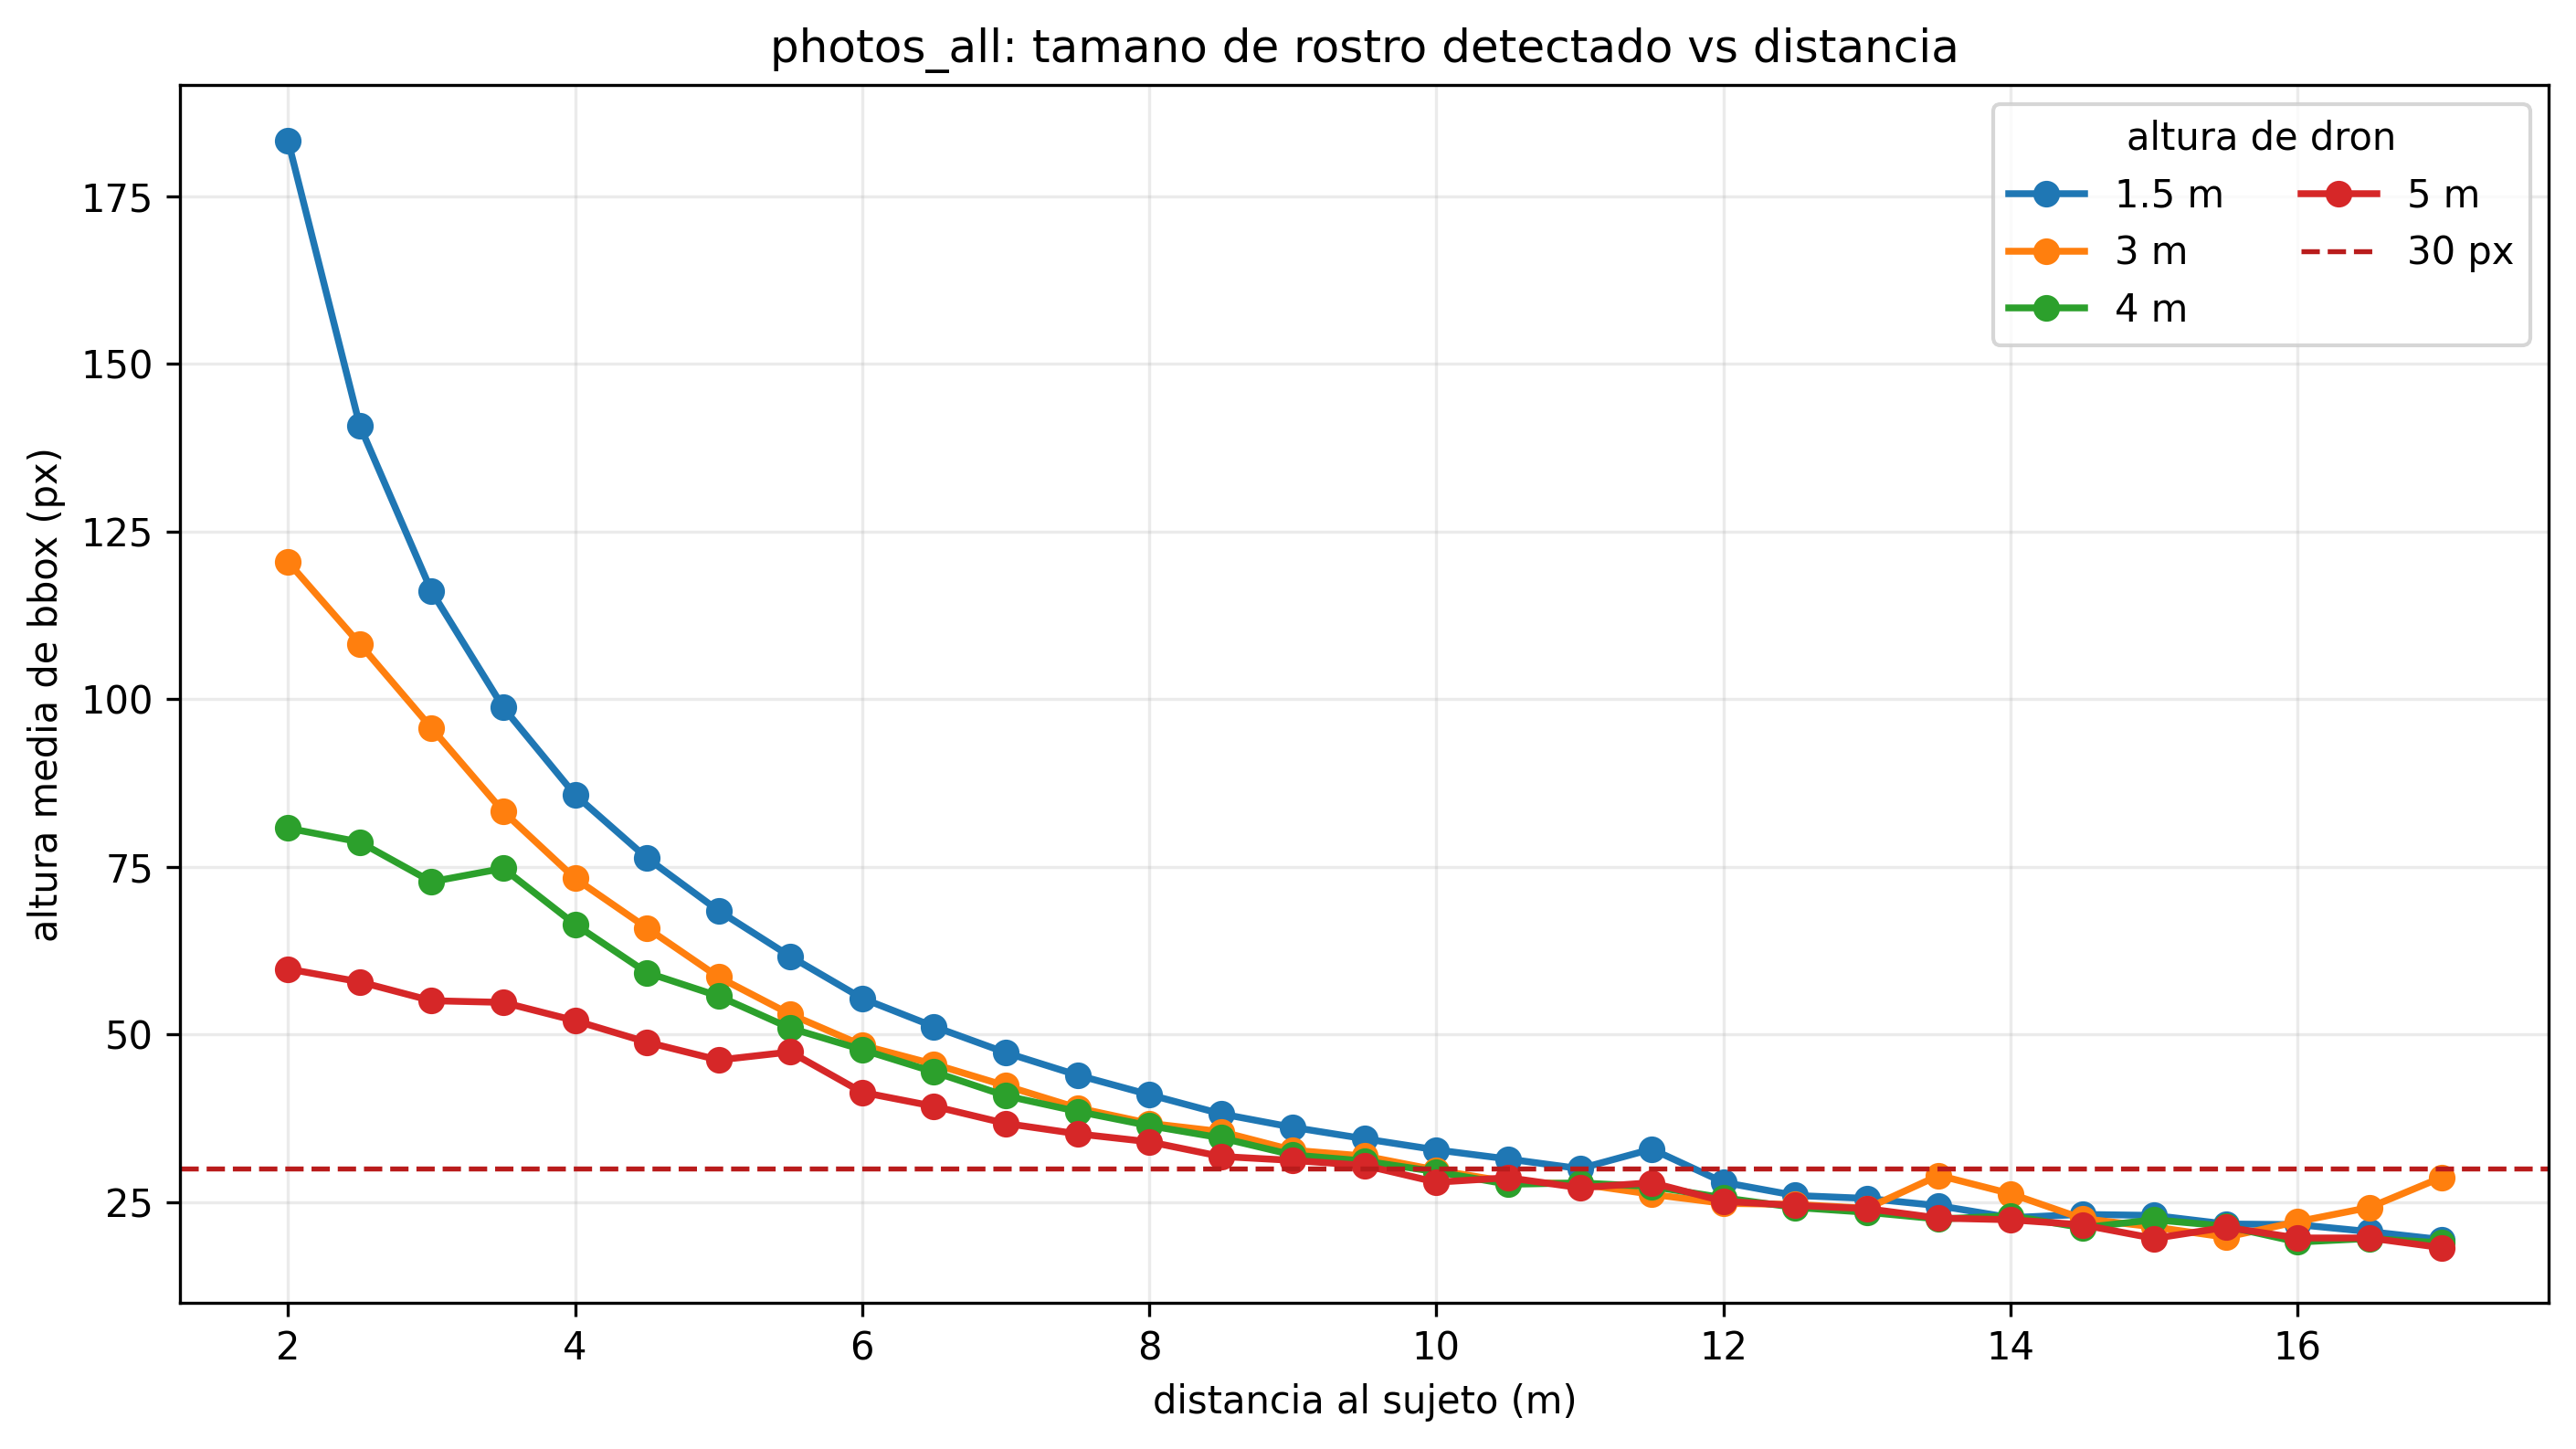 photos_all: tamano de rostro detectado vs distancia
altura de dron
1.5 m
3 m
4 m
5 m
30 px
altura media de bbox (px)
175
150
125
100
75
50
25
2
4
6
8
10
12
14
16
distancia al sujeto (m)